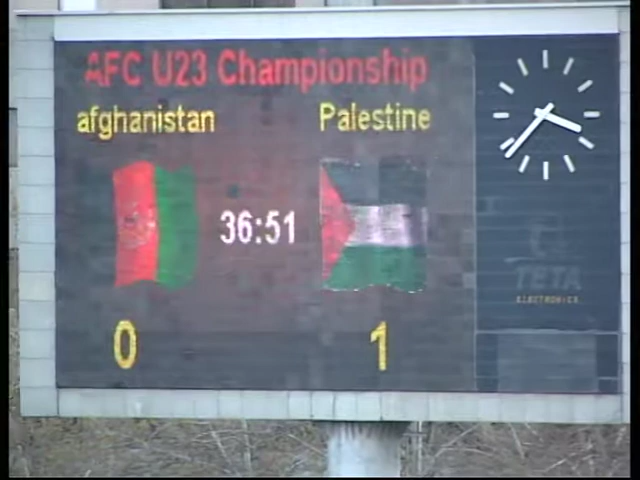 AFC U23 Championship
afghanistan Palestine
36:51
0 1
TETA
ELECTRONICS